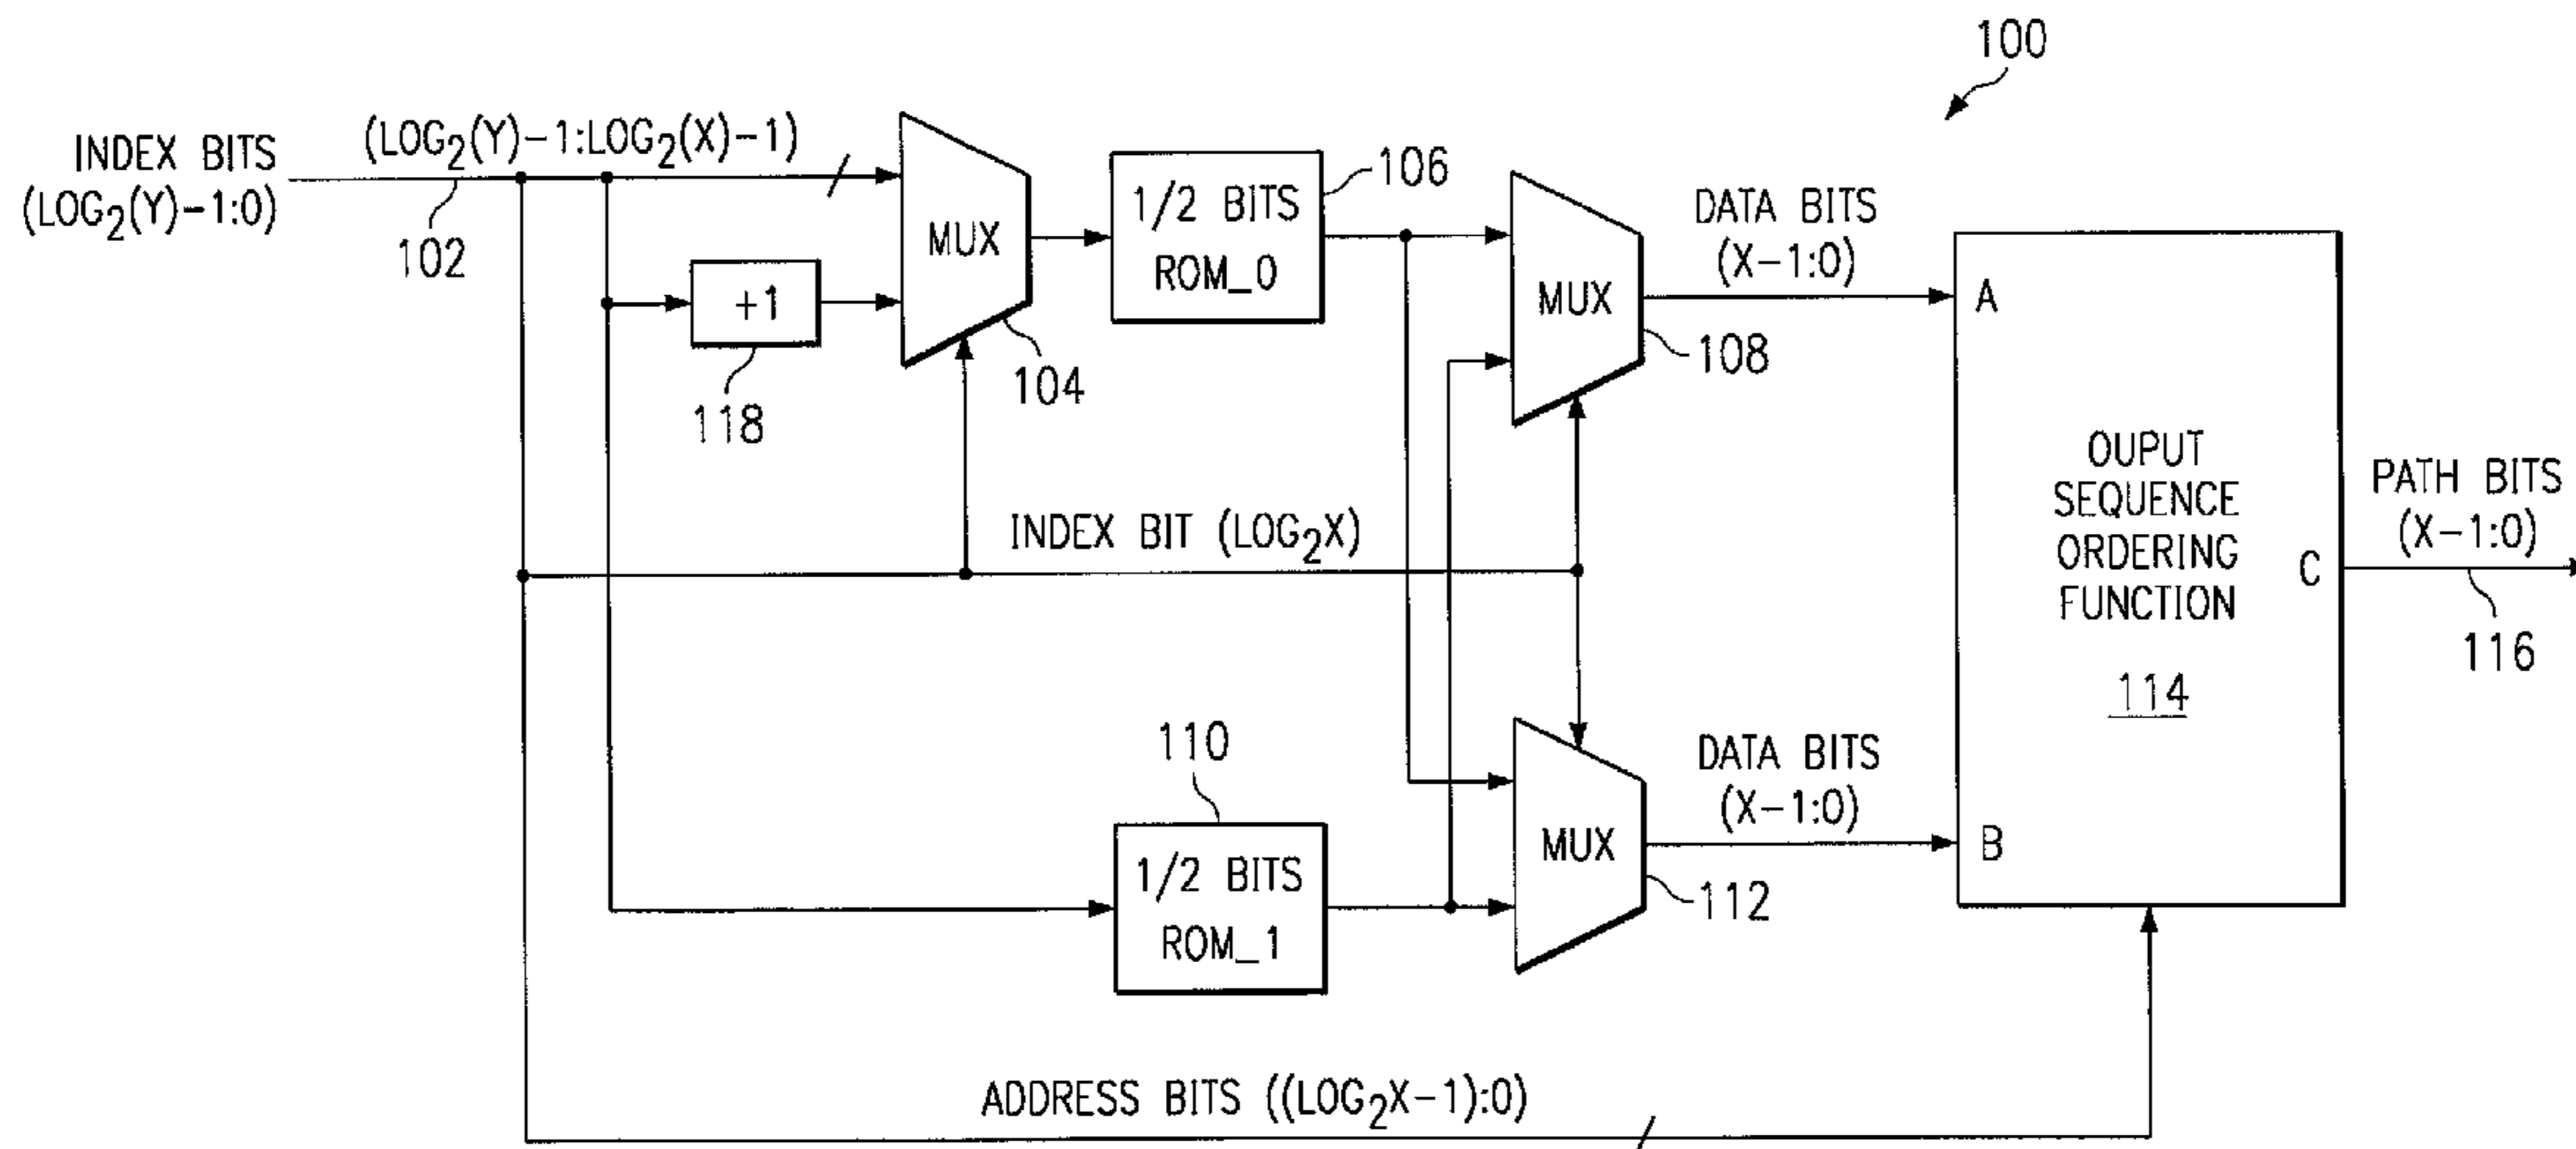 100
INDEX BITS
(LOG2(Y)-1:0)
(LOG2(Y)-1:LOG2(X)-1)
102
MUX
104
+1
118
1/2 BITS
ROM_0
106
MUX
108
DATA BITS
(X-1:0)
A
INDEX BIT (LOG2X)
OUPUT
SEQUENCE
ORDERING
FUNCTION
114
C
PATH BITS
(X-1:0)
116
110
1/2 BITS
ROM_1
MUX
112
DATA BITS
(X-1:0)
B
ADDRESS BITS ((LOG2X-1):0)